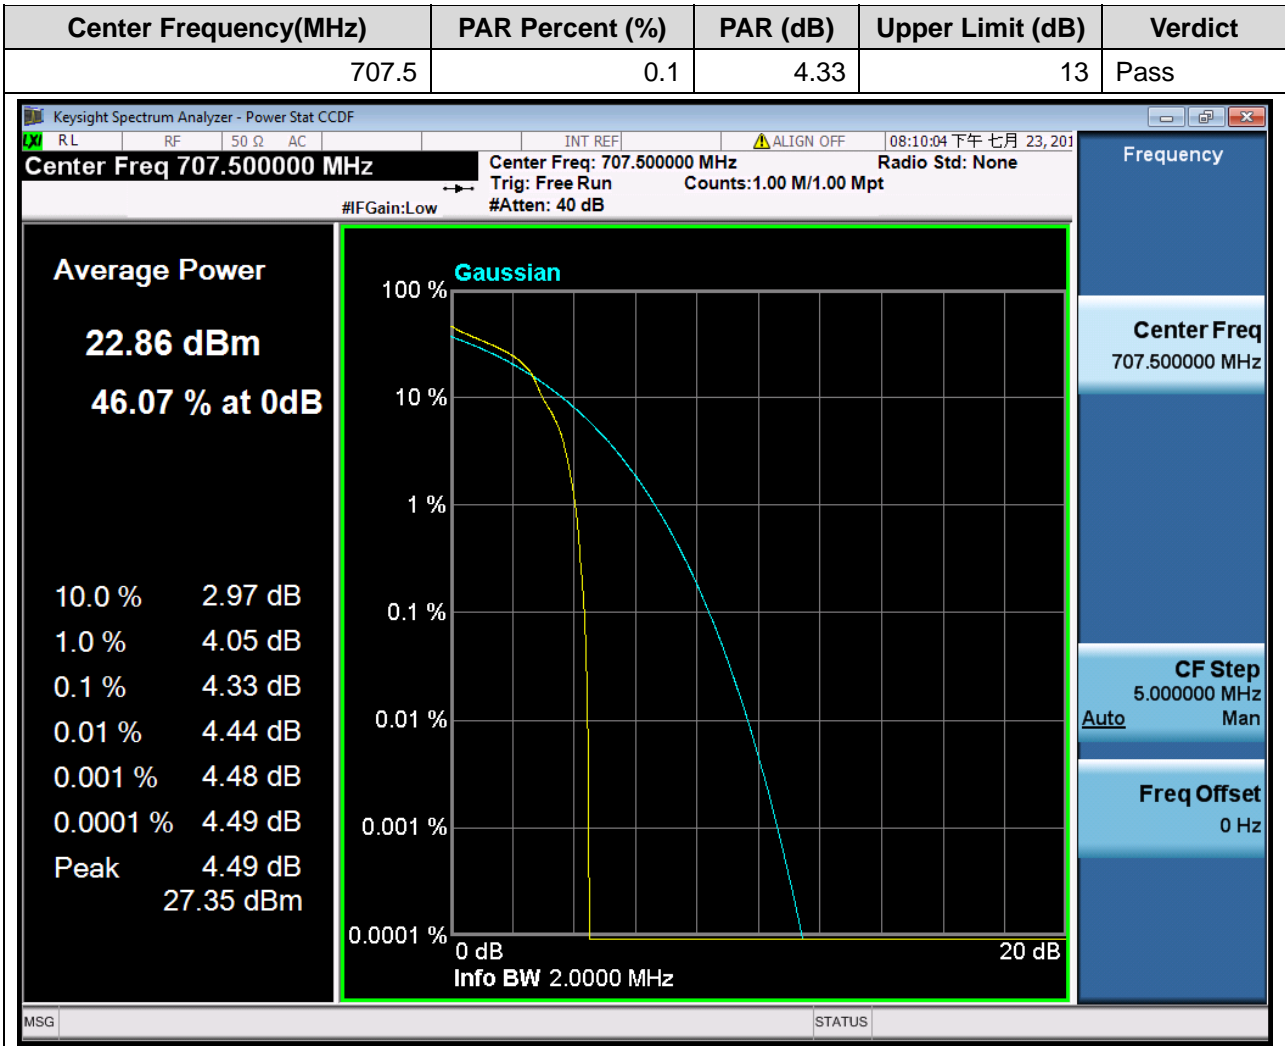 Center Frequency(MHz) PAR Percent (%) PAR (dB) Upper Limit (dB) Verdict
707.5 0.1 4.33 13 Pass
Keysight Spectrum Analyzer - Power Stat CCDF
LXI RL RF 50 Ω AC INT REF ALIGN OFF 08:10:04 下午 七月 23, 201
Center Freq 707.500000 MHz
Center Freq: 707.500000 MHz Radio Std: None
Trig: Free Run Counts:1.00 M/1.00 Mpt
#IFGain:Low #Atten: 40 dB
Average Power
22.86 dBm
46.07 % at 0dB
10.0 % 2.97 dB
1.0 % 4.05 dB
0.1 % 4.33 dB
0.01 % 4.44 dB
0.001 % 4.48 dB
0.0001 % 4.49 dB
Peak 4.49 dB
27.35 dBm
Gaussian
100 %
10 %
1 %
0.1 %
0.01 %
0.001 %
0.0001 %
0 dB 20 dB
Info BW 2.0000 MHz
Frequency
Center Freq
707.500000 MHz
CF Step
5.000000 MHz
Auto Man
Freq Offset
0 Hz
MSG STATUS